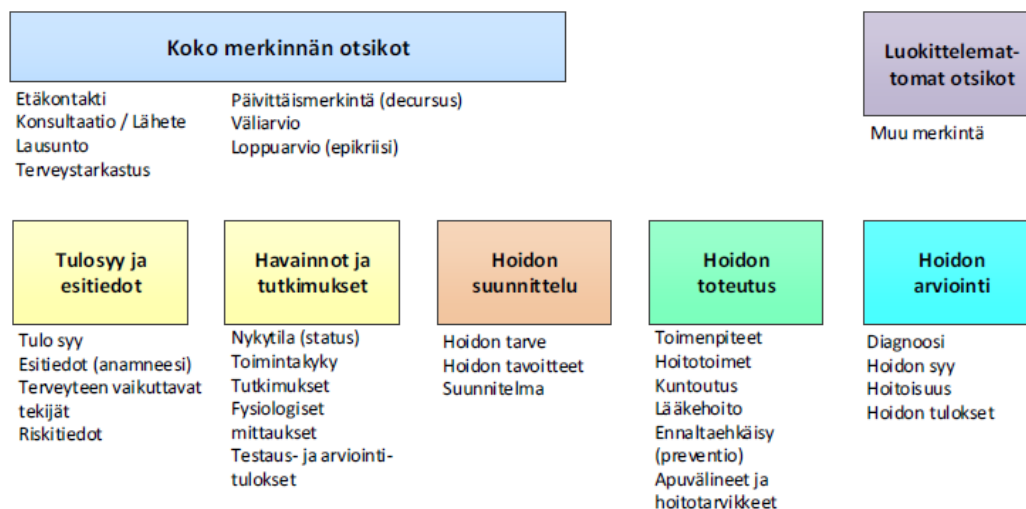 Koko merkinnän otsikot
Etäkontakti
Konsultaatio / Lähete
Lausunto
Terveystarkastus
Päivittäismerkintä (decursus)
Väliarvio
Loppuarvio (epikriisi)
Luokittelemat-
tomat otsikot
Muu merkintä
Tulosyy ja
esitiedot
Tulo syy
Esitiedot (anamneesi)
Terveyteen vaikuttavat
tekijät
Riskitiedot
Havainnot ja
tutkimukset
Nykytila (status)
Toimintakyky
Tutkimukset
Fysiologiset
mittaukset
Testaus- ja arviointi-
tulokset
Hoidon
suunnittelu
Hoidon tarve
Hoidon tavoitteet
Suunnitelma
Hoidon
toteutus
Toimenpiteet
Hoitotoimet
Kuntoutus
Lääkehoito
Ennaltaehkäisy
(preventio)
Apuvälineet ja
hoitotarvikkeet
Hoidon
arviointi
Diagnoosi
Hoidon syy
Hoitoisuus
Hoidon tulokset